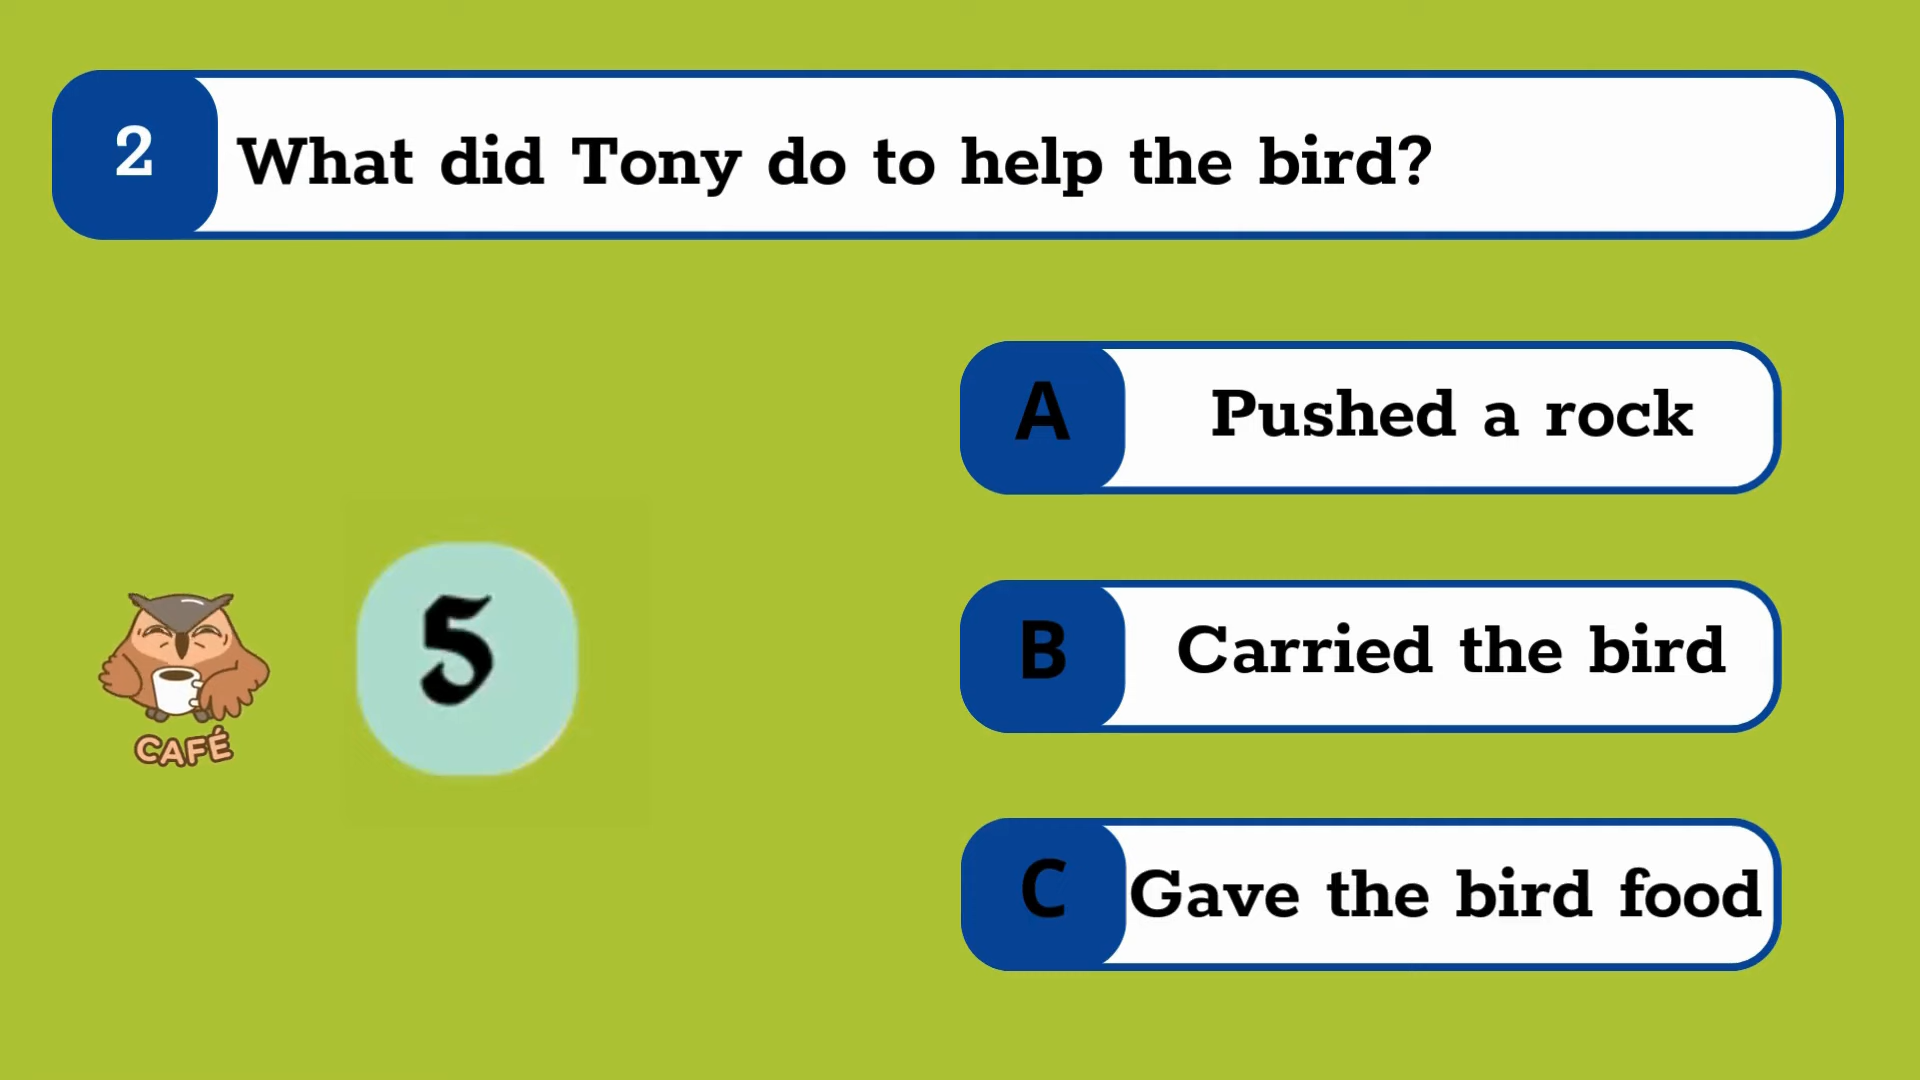 2
What did Tony do to help the bird?
A
Pushed a rock
B
Carried the bird
C
Gave the bird food
5
CAFÉ